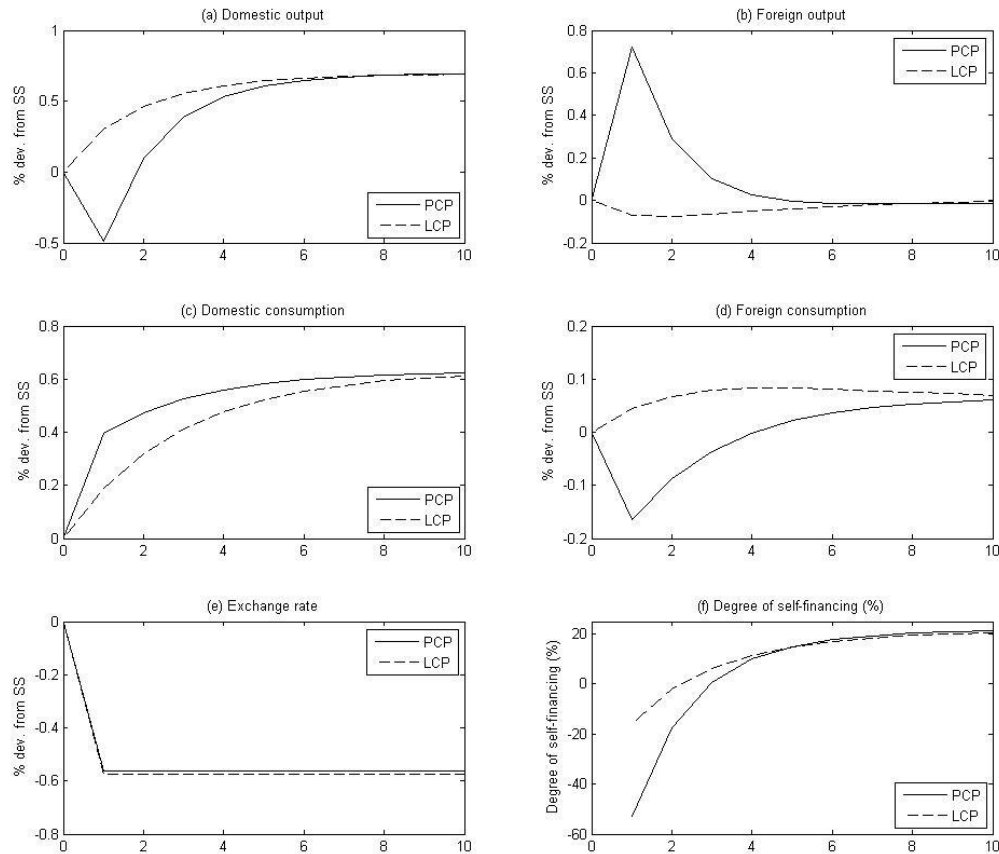 (a) Domestic output
% dev. from SS
1
0.5
0
-0.5
0 2 4 6 8 10
PCP
LCP
(b) Foreign output
% dev. from SS
0.8
0.6
0.4
0.2
0
-0.2
0 2 4 6 8 10
PCP
LCP
(c) Domestic consumption
% dev. from SS
0.8
0.6
0.4
0.2
0
0 2 4 6 8 10
PCP
LCP
(d) Foreign consumption
% dev. from SS
0.2
0.1
0
-0.1
-0.2
0 2 4 6 8 10
PCP
LCP
(e) Exchange rate
% dev. from SS
0
-0.2
-0.4
-0.6
-0.8
0 2 4 6 8 10
PCP
LCP
(f) Degree of self-financing (%)
Degree of self-financing (%)
20
0
-20
-40
-60
0 2 4 6 8 10
PCP
LCP